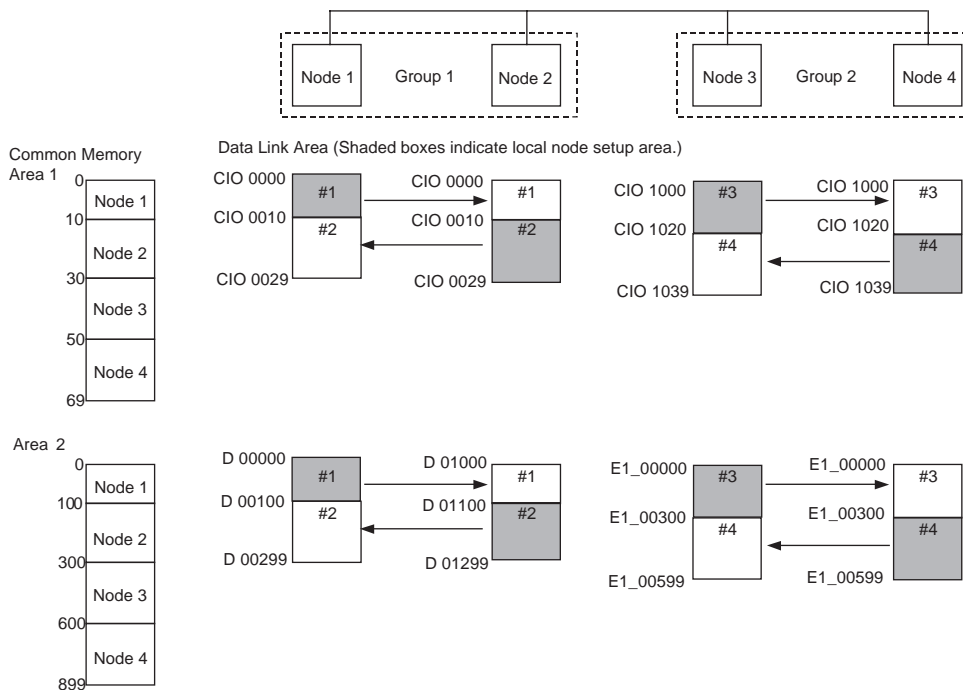 Node 1 Group 1 Node 2 Node 3 Group 2 Node 4
Common Memory
Data Link Area (Shaded boxes indicate local node setup area.)
Area 1
0
Node 1
10
Node 2
30
Node 3
50
Node 4
69
CIO 0000
#1
CIO 0010
#2
CIO 0029
CIO 0000
#1
CIO 0010
#2
CIO 0029
CIO 1000
#3
CIO 1020
#4
CIO 1039
CIO 1000
#3
CIO 1020
#4
CIO 1039
Area 2
0
Node 1
100
Node 2
300
Node 3
600
Node 4
899
D 00000
#1
D 00100
#2
D 00299
D 01000
#1
D 01100
#2
D 01299
E1_00000
#3
E1_00300
#4
E1_00599
E1_00000
#3
E1_00300
#4
E1_00599